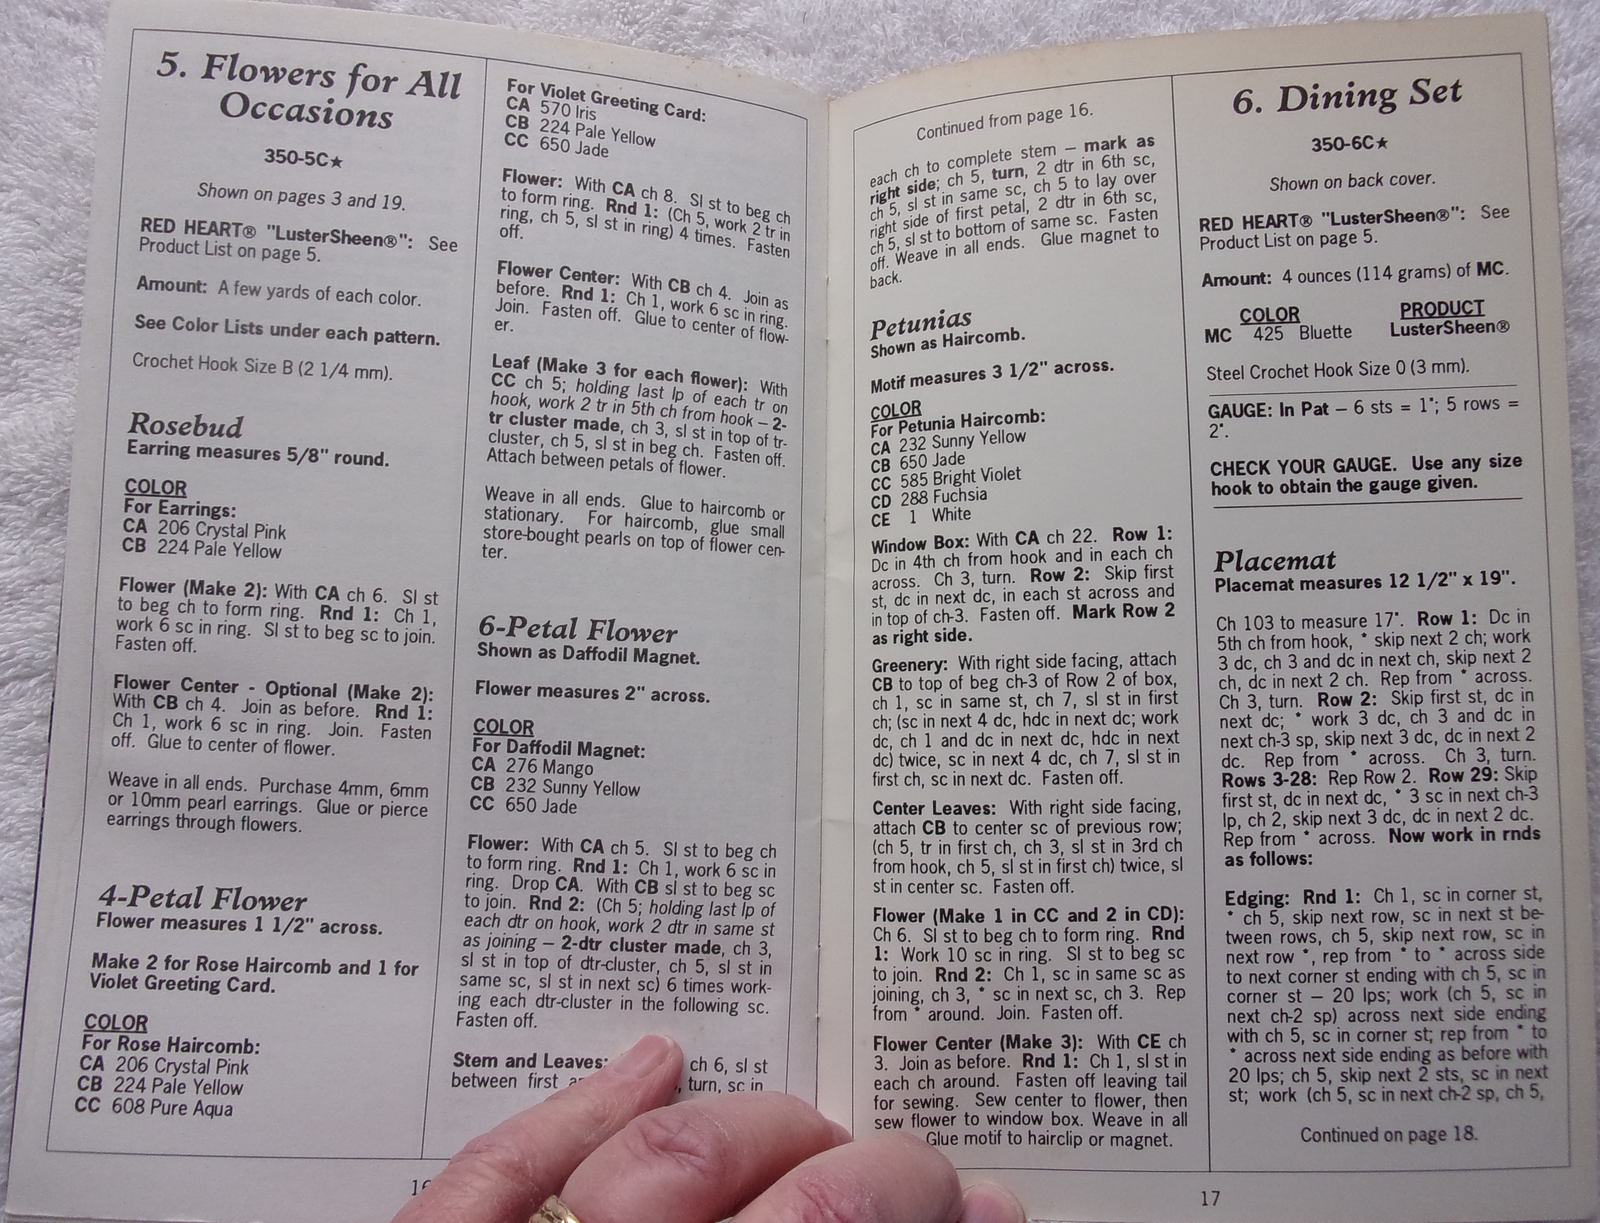 5. Flowers for All
Occasions
350-5C★
Shown on pages 3 and 19.
RED HEART® "LusterSheen®": See
Product List on page 5.
Amount: A few yards of each color.
See Color Lists under each pattern.
Crochet Hook Size B (2 1/4 mm).
Rosebud
Earring measures 5/8" round.
COLOR
For Earrings:
CA 206 Crystal Pink
CB 224 Pale Yellow
Flower (Make 2): With CA ch 6. Sl st
to beg ch to form ring. Rnd 1: Ch 1,
work 6 sc in ring. Sl st to beg sc to join.
Fasten off.
Flower Center - Optional (Make 2):
With CB ch 4. Join as before. Rnd 1:
Ch 1, work 6 sc in ring. Join. Fasten
off. Glue to center of flower.
Weave in all ends. Purchase 4mm, 6mm
or 10mm pearl earrings. Glue or pierce
earrings through flowers.
4-Petal Flower
Flower measures 1 1/2" across.
Make 2 for Rose Haircomb and 1 for
Violet Greeting Card.
COLOR
For Rose Haircomb:
CA 206 Crystal Pink
CB 224 Pale Yellow
CC 608 Pure Aqua
For Violet Greeting Card:
CA 570 Iris
CB 224 Pale Yellow
CC 650 Jade
Flower: With CA ch 8. Sl st to beg ch
to form ring. Rnd 1: (Ch 5, work 2 tr in
ring, ch 5, sl st in ring) 4 times. Fasten
off.
Flower Center: With CB ch 4. Join as
before. Rnd 1: Ch 1, work 6 sc in ring.
Join. Fasten off. Glue to center of flow-
er.
Leaf (Make 3 for each flower): With
CC ch 5; holding last lp of each tr on
hook, work 2 tr in 5th ch from hook – 2-
tr cluster made, ch 3, sl st in top of tr-
cluster, ch 5, sl st in beg ch. Fasten off.
Attach between petals of flower.
Weave in all ends. Glue to haircomb or
stationary. For haircomb, glue small
store-bought pearls on top of flower cen-
ter.
6-Petal Flower
Shown as Daffodil Magnet.
Flower measures 2" across.
COLOR
For Daffodil Magnet:
CA 276 Mango
CB 232 Sunny Yellow
CC 650 Jade
Flower: With CA ch 5. Sl st to beg ch
to form ring. Rnd 1: Ch 1, work 6 sc in
ring. Drop CA. With CB sl st to beg sc
to join. Rnd 2: (Ch 5; holding last lp of
each dtr on hook, work 2 dtr in same st
as joining – 2-dtr cluster made, ch 3,
sl st in top of dtr-cluster, ch 5, sl st in
same sc, sl st in next sc) 6 times work-
ing each dtr-cluster in the following sc.
Fasten off.
Stem and Leaves: ch 6, sl st
between first , turn, sc in
16
Continued from page 16.
each ch to complete stem – mark as
right side; ch 5, turn, 2 dtr in 6th sc,
ch 5, sl st in same sc, ch 5 to lay over
right side of first petal, 2 dtr in 6th sc,
ch 5, sl st to bottom of same sc. Fasten
off. Weave in all ends. Glue magnet to
back.
Petunias
Shown as Haircomb.
Motif measures 3 1/2" across.
COLOR
For Petunia Haircomb:
CA 232 Sunny Yellow
CB 650 Jade
CC 585 Bright Violet
CD 288 Fuchsia
CE 1 White
Window Box: With CA ch 22. Row 1:
Dc in 4th ch from hook and in each ch
across. Ch 3, turn. Row 2: Skip first
st, dc in next dc, in each st across and
in top of ch-3. Fasten off. Mark Row 2
as right side.
Greenery: With right side facing, attach
CB to top of beg ch-3 of Row 2 of box,
ch 1, sc in same st, ch 7, sl st in first
ch; (sc in next 4 dc, hdc in next dc; work
dc, ch 1 and dc in next dc, hdc in next
dc) twice, sc in next 4 dc, ch 7, sl st in
first ch, sc in next dc. Fasten off.
Center Leaves: With right side facing,
attach CB to center sc of previous row;
(ch 5, tr in first ch, ch 3, sl st in 3rd ch
from hook, ch 5, sl st in first ch) twice, sl
st in center sc. Fasten off.
Flower (Make 1 in CC and 2 in CD):
Ch 6. Sl st to beg ch to form ring. Rnd
1: Work 10 sc in ring. Sl st to beg sc
to join. Rnd 2: Ch 1, sc in same sc as
joining, ch 3, * sc in next sc, ch 3. Rep
from * around. Join. Fasten off.
Flower Center (Make 3): With CE ch
3. Join as before. Rnd 1: Ch 1, sl st in
each ch around. Fasten off leaving tail
for sewing. Sew center to flower, then
sew flower to window box. Weave in all
Glue motif to hairclip or magnet.
6. Dining Set
350-6C★
Shown on back cover.
RED HEART® "LusterSheen®": See
Product List on page 5.
Amount: 4 ounces (114 grams) of MC.
COLOR PRODUCT
MC 425 Bluette LusterSheen®
Steel Crochet Hook Size 0 (3 mm).
GAUGE: In Pat – 6 sts = 1"; 5 rows =
2".
CHECK YOUR GAUGE. Use any size
hook to obtain the gauge given.
Placemat
Placemat measures 12 1/2" x 19".
Ch 103 to measure 17". Row 1: Dc in
5th ch from hook, * skip next 2 ch; work
3 dc, ch 3 and dc in next ch, skip next 2
ch, dc in next 2 ch. Rep from * across.
Ch 3, turn. Row 2: Skip first st, dc in
next dc; * work 3 dc, ch 3 and dc in
next ch-3 sp, skip next 3 dc, dc in next 2
dc. Rep from * across. Ch 3, turn.
Rows 3-28: Rep Row 2. Row 29: Skip
first st, dc in next dc, * 3 sc in next ch-3
lp, ch 2, skip next 3 dc, dc in next 2 dc.
Rep from * across. Now work in rnds
as follows:
Edging: Rnd 1: Ch 1, sc in corner st,
* ch 5, skip next row, sc in next st be-
tween rows, ch 5, skip next row, sc in
next row *, rep from * to * across side
to next corner st ending with ch 5, sc in
corner st – 20 lps; work (ch 5, sc in
next ch-2 sp) across next side ending
with ch 5, sc in corner st; rep from * to
* across next side ending as before with
20 lps; ch 5, skip next 2 sts, sc in next
st; work (ch 5, sc in next ch-2 sp, ch 5,
Continued on page 18.
17